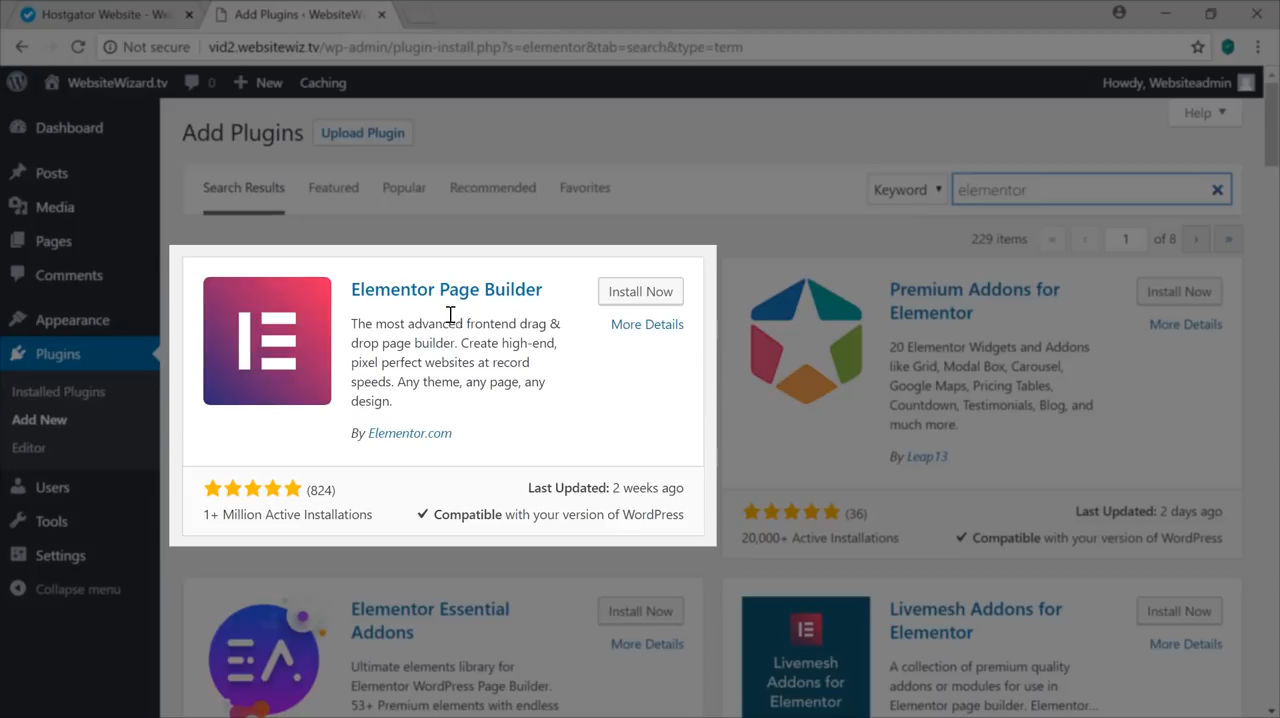 Hostgator Website - We
Add Plugins ‹ WebsiteWi
Not secure
vid2.websitewiz.tv/wp-admin/plugin-install.php?s=elementor&tab=search&type=term
WebsiteWizard.tv
0
New
Caching
Howdy, Websiteadmin
Dashboard
Posts
Media
Pages
Comments
Appearance
Plugins
Installed Plugins
Add New
Editor
Users
Tools
Settings
Collapse menu
Add Plugins
Upload Plugin
Help
Search Results
Featured
Popular
Recommended
Favorites
Keyword
elementor
229 items
«
‹
1
of 8
›
»
Elementor Page Builder
Install Now
More Details
The most advanced frontend drag &
drop page builder. Create high-end,
pixel perfect websites at record
speeds. Any theme, any page, any
design.
By Elementor.com
(824)
Last Updated: 2 weeks ago
1+ Million Active Installations
Compatible with your version of WordPress
Premium Addons for
Elementor
Install Now
More Details
20 Elementor Widgets and Addons
like Grid, Modal Box, Carousel,
Google Maps, Pricing Tables,
Countdown, Testimonials, Blog, and
much more.
By Leap13
(36)
Last Updated: 2 days ago
20,000+ Active Installations
Compatible with your version of WordPress
Elementor Essential
Addons
Install Now
More Details
Ultimate elements library for
Elementor WordPress Page Builder.
53+ Premium elements with endless
Livemesh
Addons for
Elementor
Livemesh Addons for
Elementor
Install Now
More Details
A collection of premium quality
addons or modules for use in
Elementor page builder. Elementor...